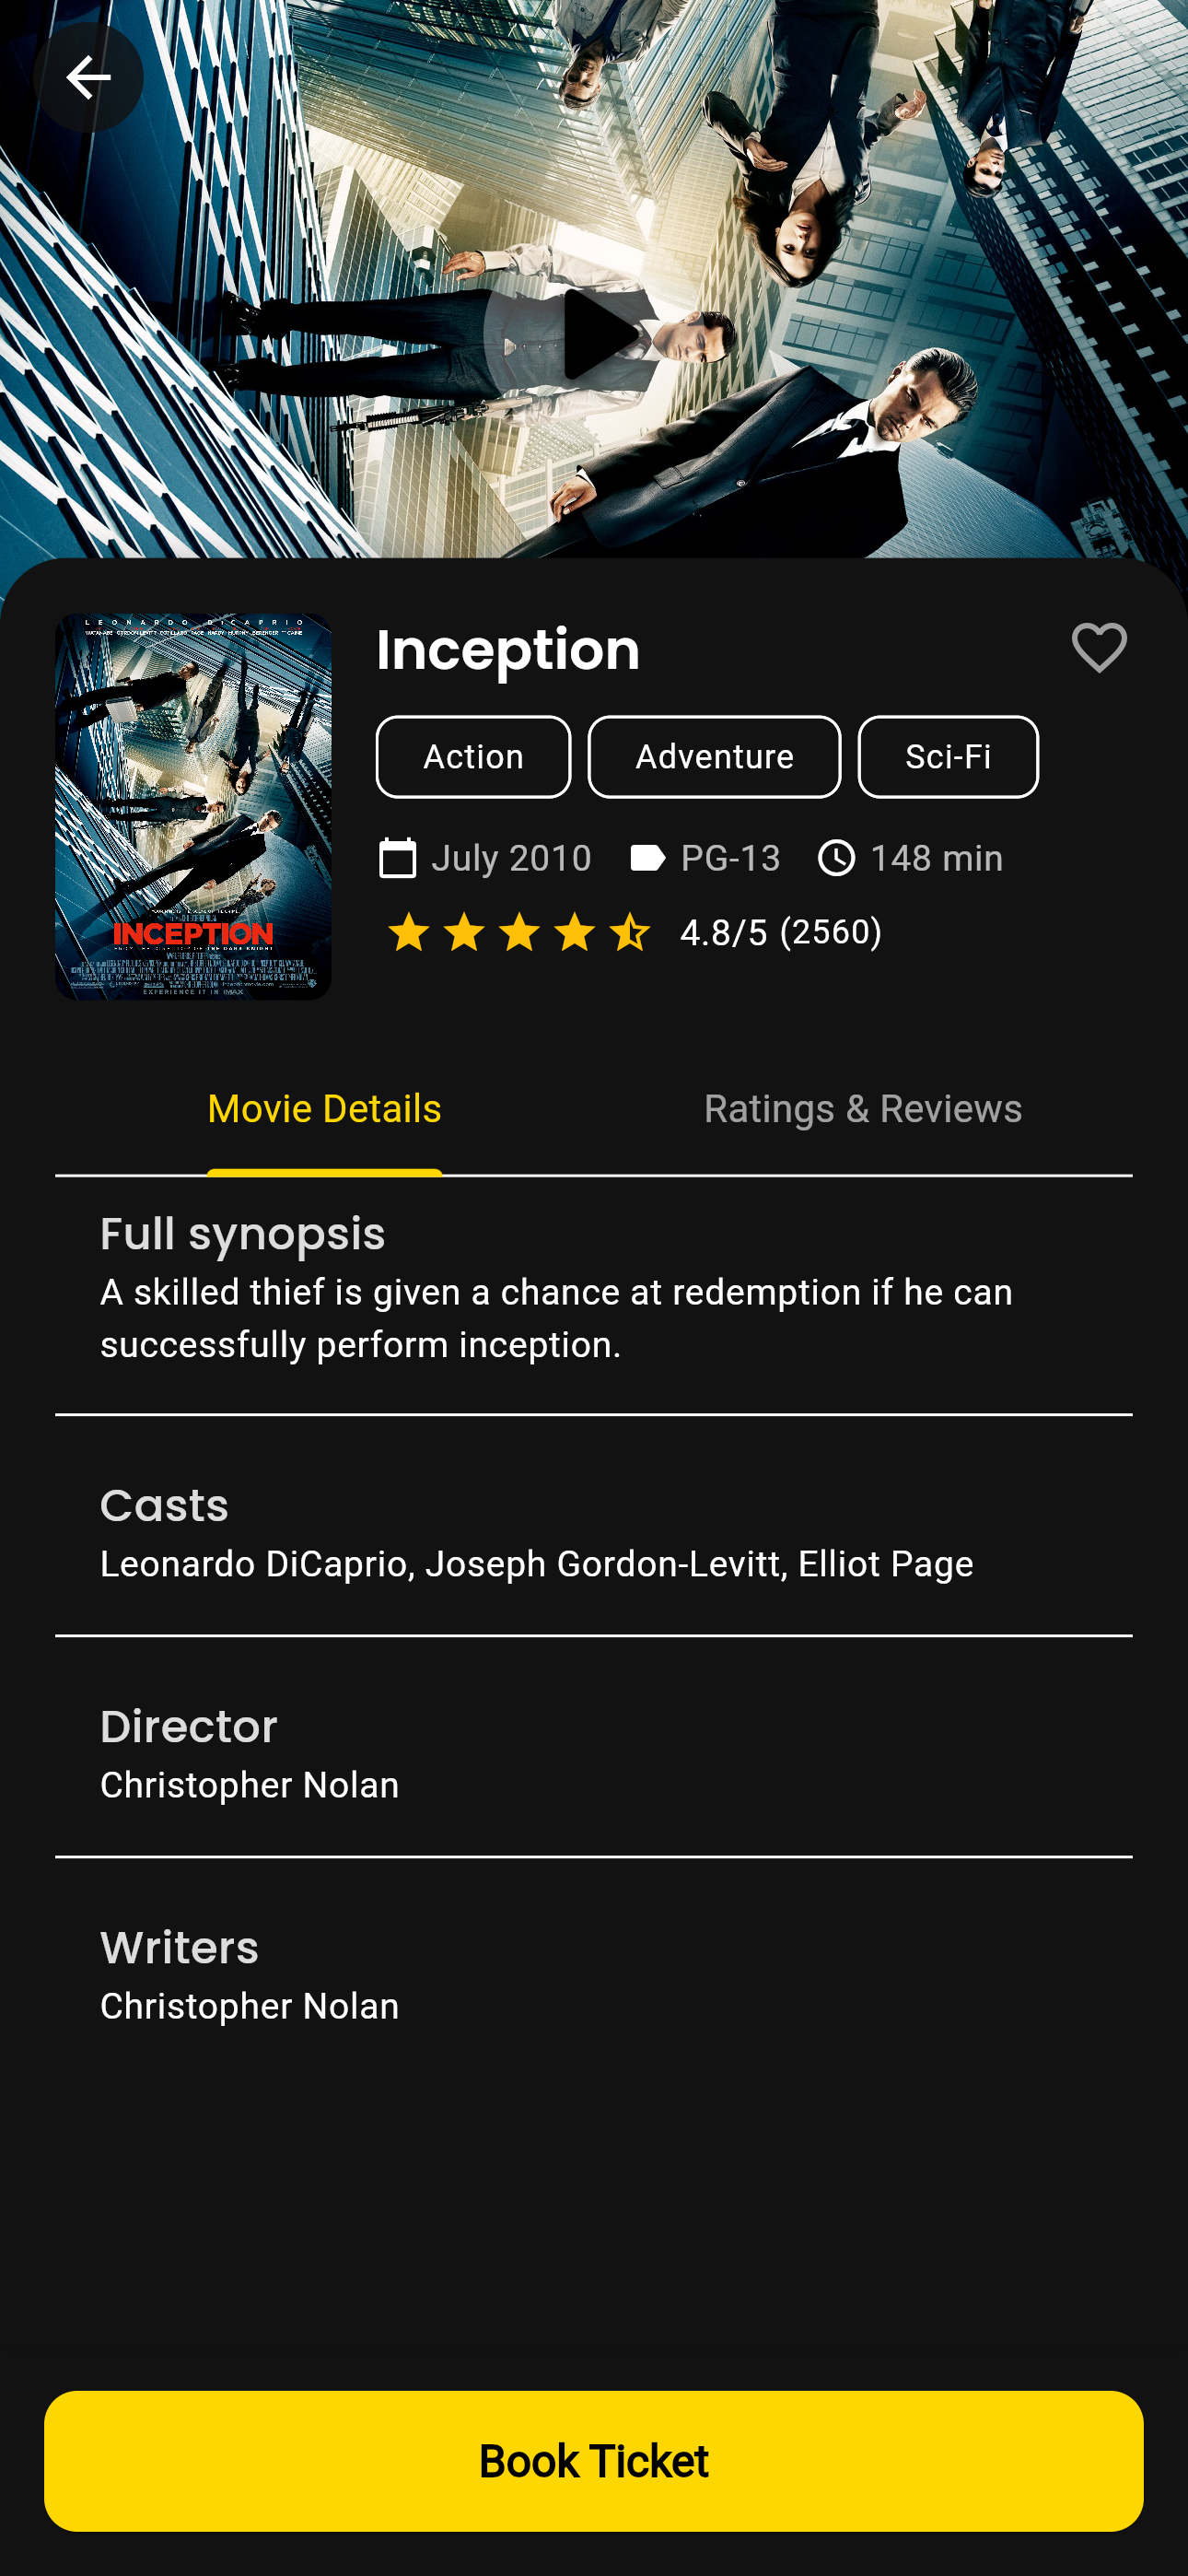 LEONARDO DICAPRIO
INCEPTION
Inception
Action
Adventure
Sci-Fi
July 2010
PG-13
148 min
4.8/5 (2560)
Movie Details
Ratings & Reviews
Full synopsis
A skilled thief is given a chance at redemption if he can
successfully perform inception.
Casts
Leonardo DiCaprio, Joseph Gordon-Levitt, Elliot Page
Director
Christopher Nolan
Writers
Christopher Nolan
Book Ticket